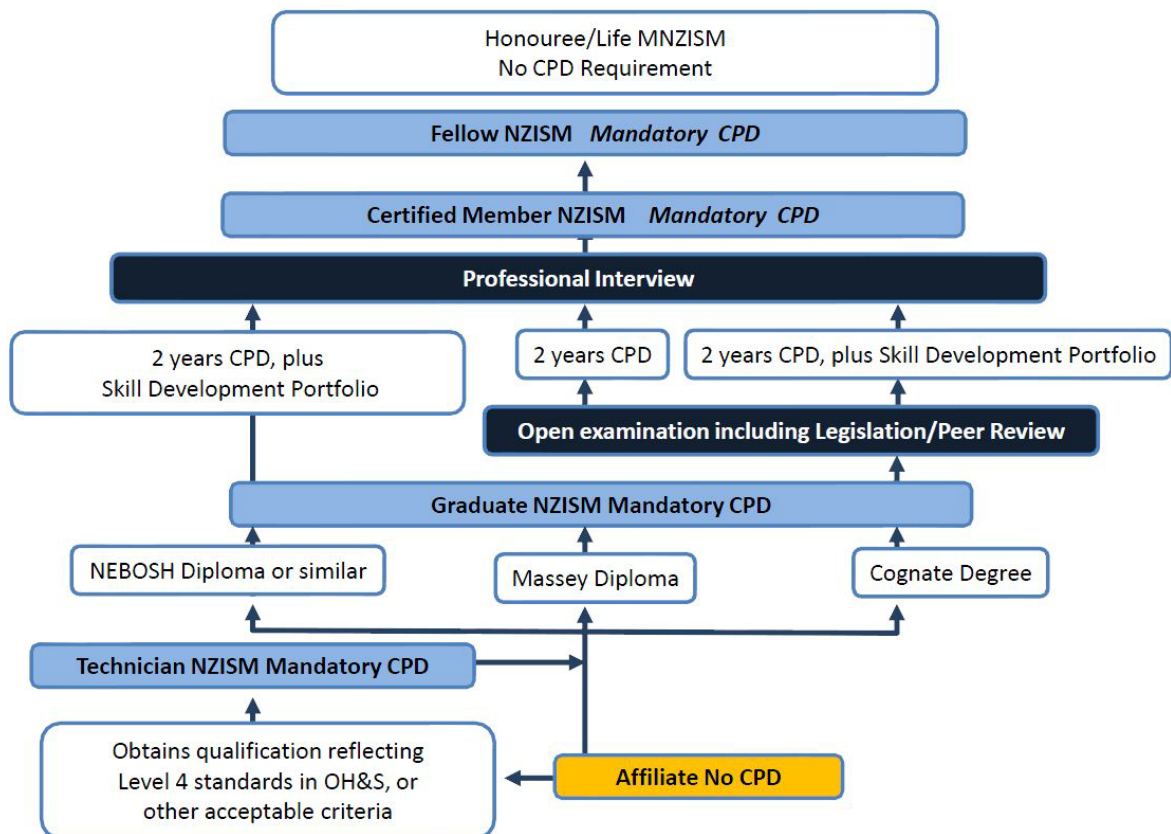 Honouree/Life MNZISM
No CPD Requirement
Fellow NZISM Mandatory CPD
Certified Member NZISM Mandatory CPD
Professional Interview
2 years CPD, plus
Skill Development Portfolio
2 years CPD
2 years CPD, plus Skill Development Portfolio
Open examination including Legislation/Peer Review
Graduate NZISM Mandatory CPD
NEBOSH Diploma or similar
Massey Diploma
Cognate Degree
Technician NZISM Mandatory CPD
Obtains qualification reflecting
Level 4 standards in OH&S, or
other acceptable criteria
Affiliate No CPD